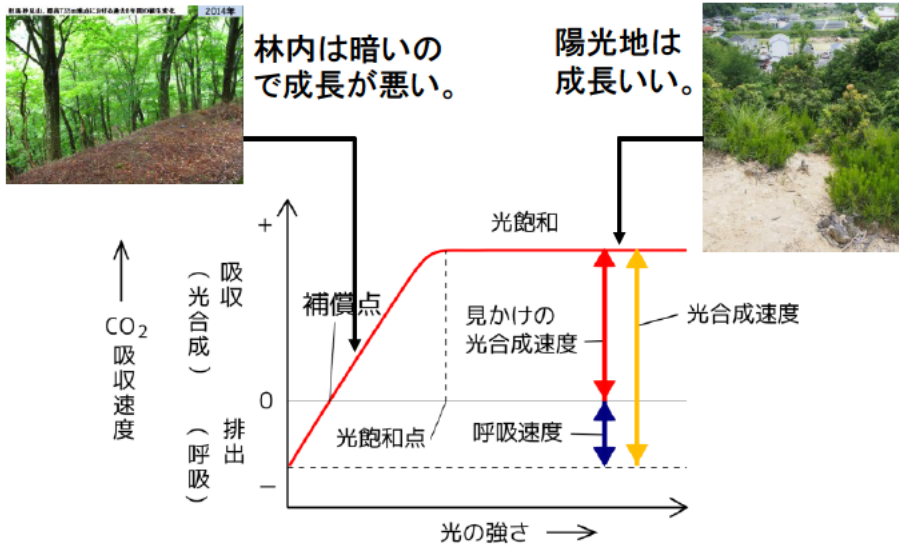 2014年
林内は暗いの
で成長が悪い。
陽光地は
成長いい。
光飽和
+
吸収
(光合成)
補償点
CO2
吸収速度
見かけの
光合成速度
光合成速度
0
排出
(呼吸)
光飽和点
呼吸速度
−
光の強さ